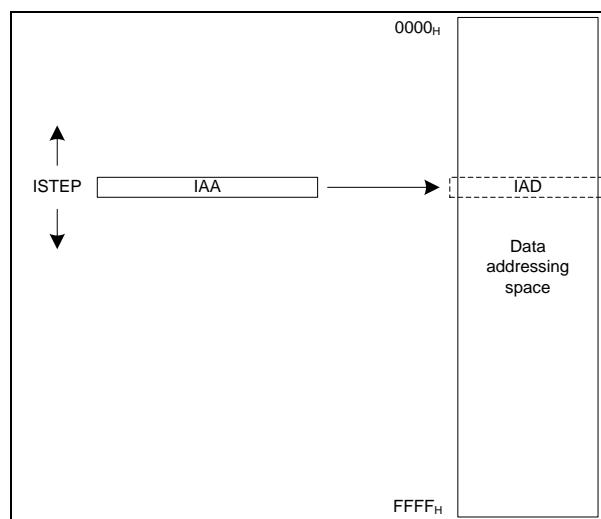 0000H
ISTEP
IAA
IAD
Data
addressing
space
FFFFH